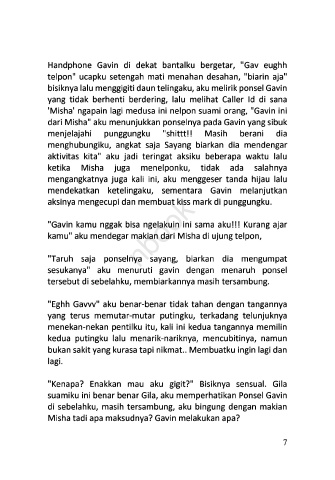 Handphone Gavin di dekat bantalku bergetar, "Gav eughh
telpon" ucapku setengah mati menahan desahan, "biarin aja"
bisiknya lalu menggigiti daun telingaku, aku melirik ponsel Gavin
yang tidak berhenti berdering, lalu melihat Caller Id di sana
'Misha' ngapain lagi medusa ini nelpon suami orang, "Gavin ini
dari Misha" aku menunjukkan ponselnya pada Gavin yang sibuk
menjelajahi punggungku "shittt!! Masih berani dia
menghubungiku, angkat saja Sayang biarkan dia mendengar
aktivitas kita" aku jadi teringat aksiku beberapa waktu lalu
ketika Misha juga menelponku, tidak ada salahnya
mengangkatnya juga kali ini, aku menggeser tanda hijau lalu
mendekatkan ketelingaku, sementara Gavin melanjutkan
aksinya mengecupi dan membuat kiss mark di punggungku.
"Gavin kamu nggak bisa ngelakuin ini sama aku!!! Kurang ajar
kamu" aku mendegar makian dari Misha di ujung telpon,
"Taruh saja ponselnya sayang, biarkan dia mengumpat
sesukanya" aku menuruti gavin dengan menaruh ponsel
tersebut di sebelahku, membiarkannya masih tersambung.
"Eghh Gavvv" aku benar-benar tidak tahan dengan tangannya
yang terus memutar-mutar putingku, terkadang telunjuknya
menekan-nekan pentilku itu, kali ini kedua tangannya memilin
kedua putingku lalu menarik-nariknya, mencubitinya, namun
bukan sakit yang kurasa tapi nikmat.. Membuatku ingin lagi dan
lagi.
"Kenapa? Enakkan mau aku gigit?" Bisiknya sensual. Gila
suamiku ini benar benar Gila, aku memperhatikan Ponsel Gavin
di sebelahku, masih tersambung, aku bingung dengan makian
Misha tadi apa maksudnya? Gavin melakukan apa?
7